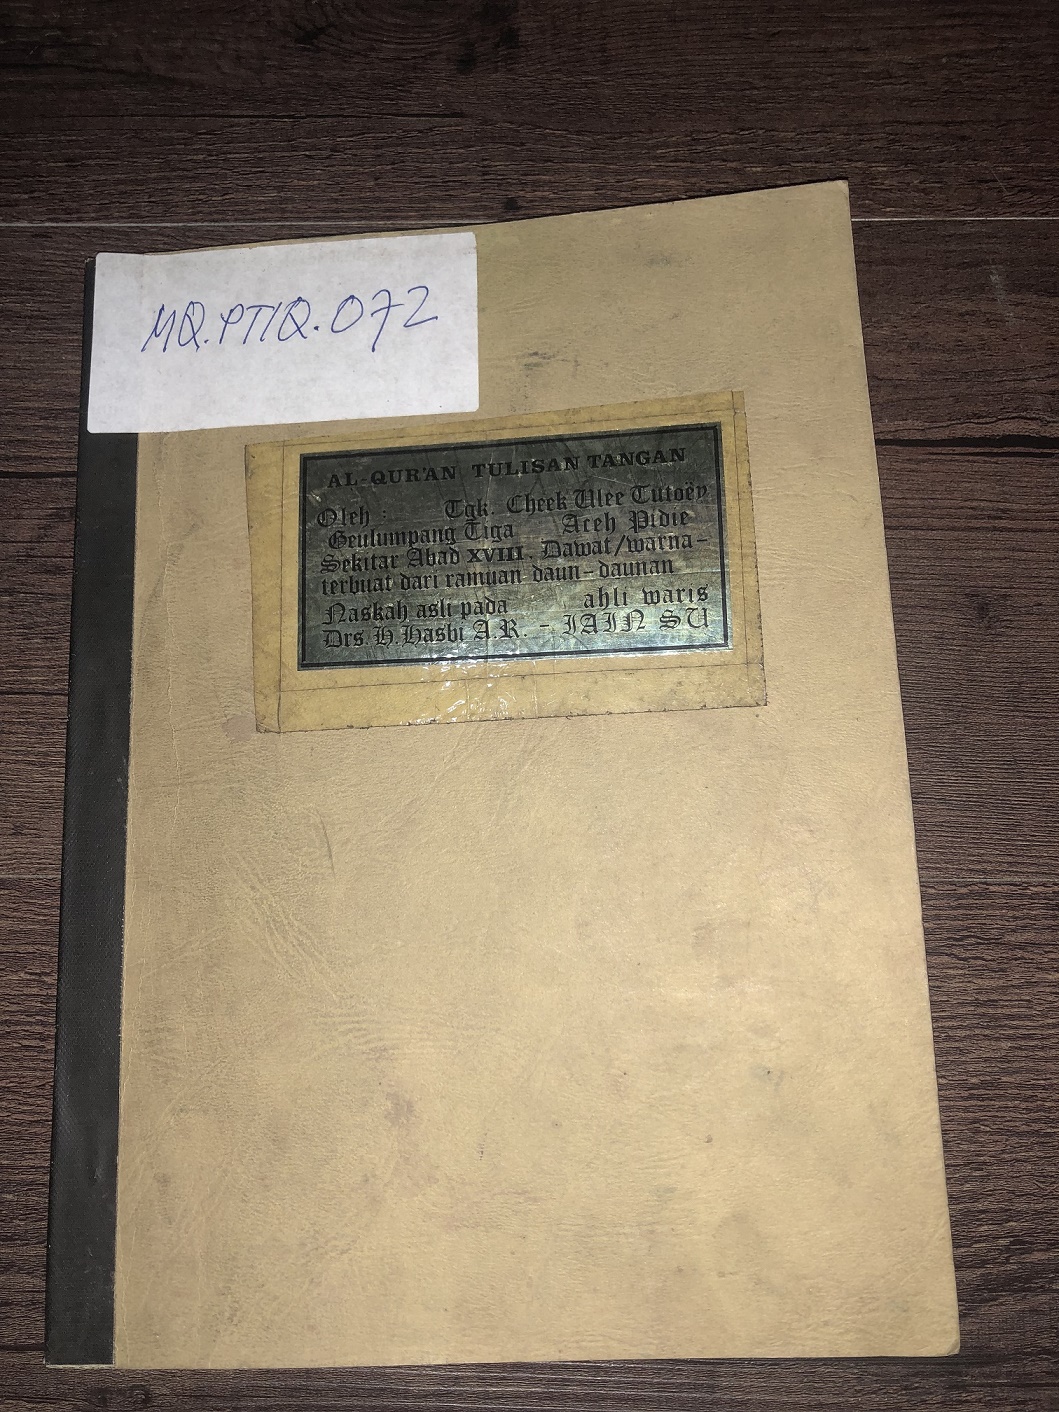 MQ.PTIQ.072
AL-QUR'AN TULISAN TANGAN
Oleh : Tgk. Cheek Ulee Tutoëy
Geulumpang Tiga Aceh Pidie
Sekitar Abad XVIII. Dawat/warna-
terbuat dari ramuan daun-daunan
Naskah asli pada ahli waris
Drs. H. Hasbi A.R. - IAIN SU